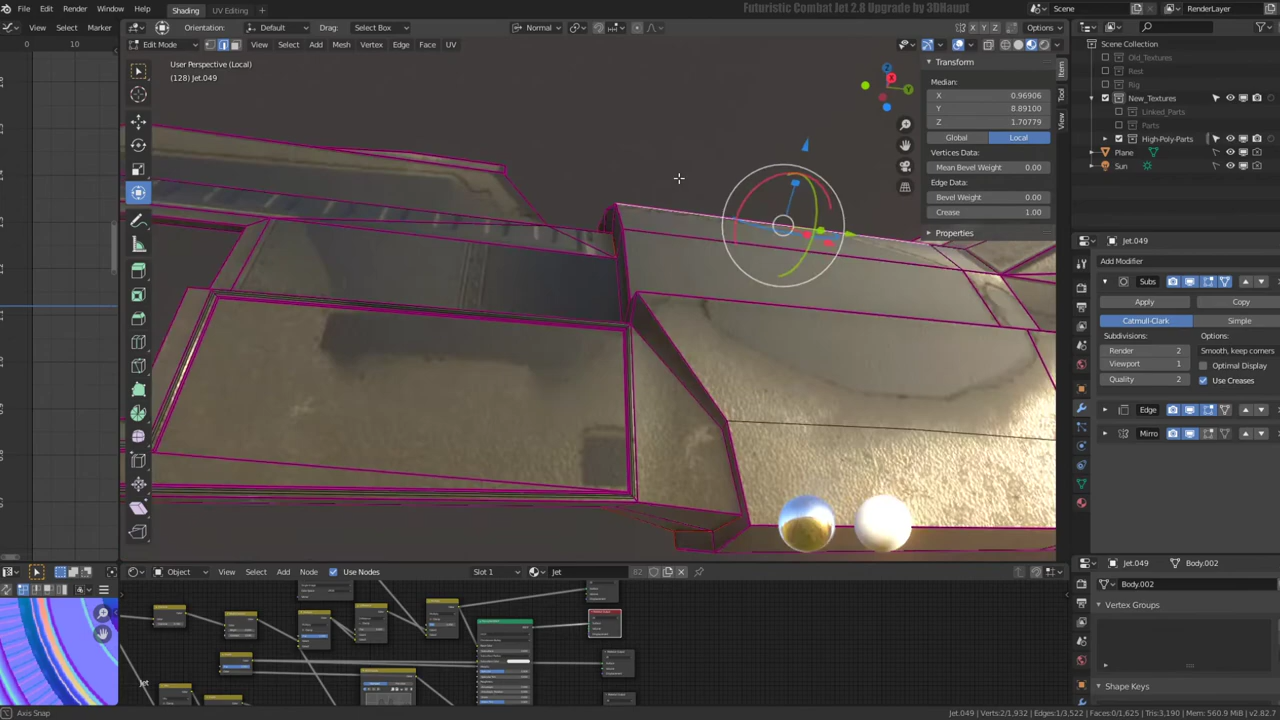 File Edit Render Window Help Shading UV Editing +
Futuristic Combat Jet 2.8 Upgrade by 3DHaupt
Scene
RenderLayer
View Select Marker
Orientation: Default Drag: Select Box
Normal
Options
Edit Mode View Select Add Mesh Vertex Edge Face UV
0 10
User Perspective (Local)
(128) Jet.049
Transform
Median:
X 0.96906
Y 8.89100
Z 1.70779
Global Local
Vertices Data:
Mean Bevel Weight 0.00
Edge Data:
Bevel Weight 0.00
Crease 1.00
Properties
Item
Tool
View
X
Y
Z
Scene Collection
Old_Textures
Rest
Rig
New_Textures
Linked_Parts
Parts
High-Poly-Parts
Plane
Sun
Jet.049
Add Modifier
Subs
Apply Copy
Catmull-Clark Simple
Subdivisions: Options:
Render 2 Smooth, keep corners
Viewport 1 Optimal Display
Quality 2 Use Creases
Edge
Mirro
Object View Select Add Node Use Nodes Slot 1 Jet 82
Jet.049 Body.002
Body.002
Vertex Groups
Shape Keys
Axis Snap
Jet.049 | Verts:2/1,932 | Edges:1/3,522 | Faces:0/1,625 | Tris:3,190 | Mem: 560.9 MiB | v2.82.7